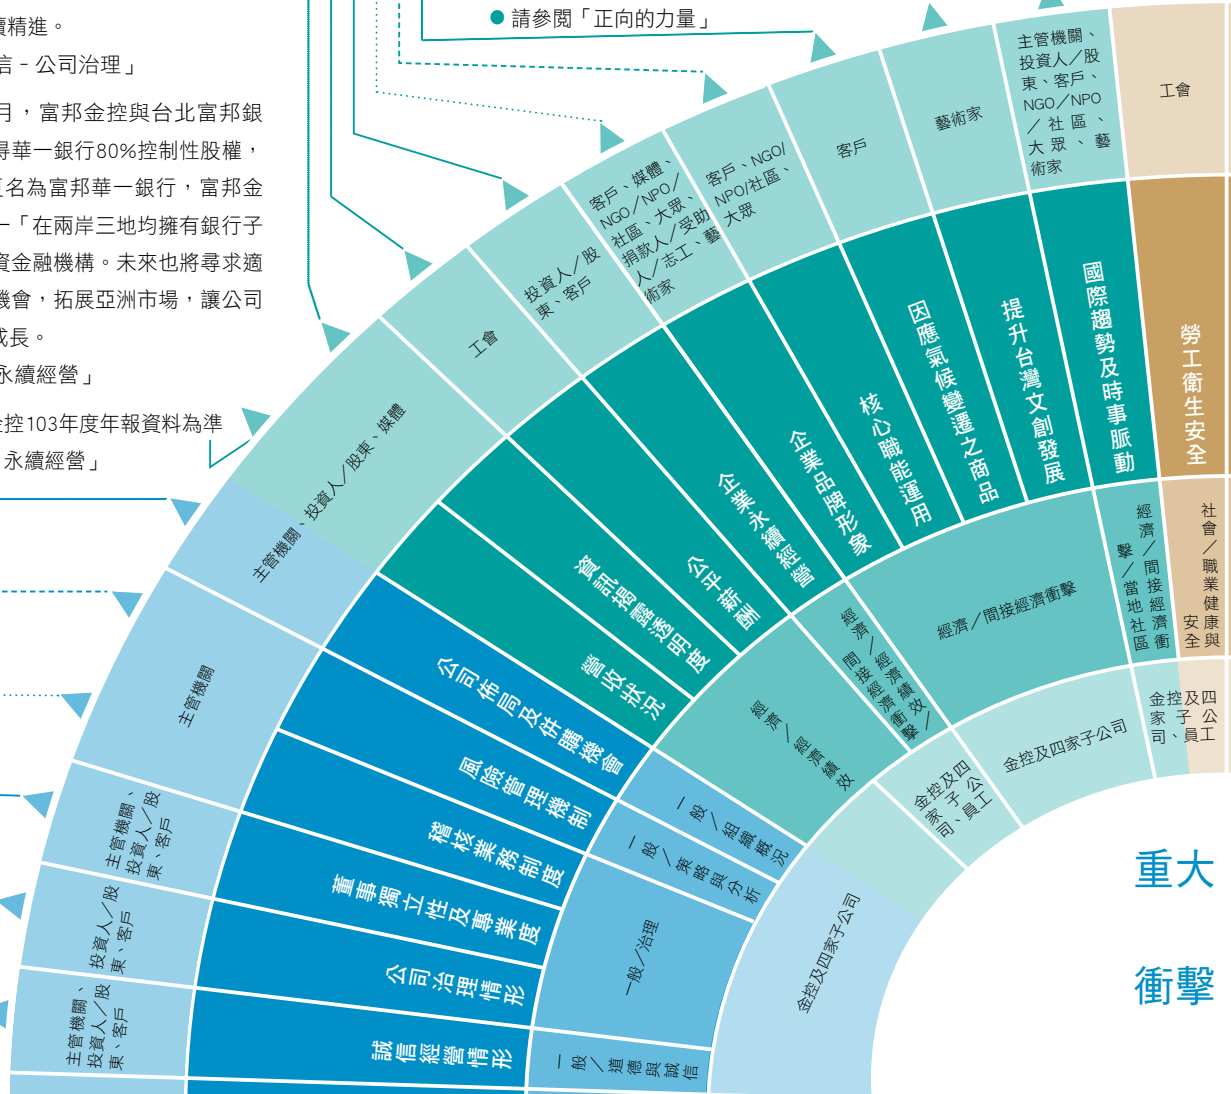 續精進。
信－公司治理」
月，富邦金控與台北富邦銀
得華一銀行80%控制性股權，
更名為富邦華一銀行，富邦金
一「在兩岸三地均擁有銀行子
資金融機構。未來也將尋求適
機會，拓展亞洲市場，讓公司
成長。
永續經營」
金控103年度年報資料為準
永續經營」
● 請參閱「正向的力量」
主管機關、
投資人／股
東、客戶
主管機關、
投資人／股
東、客戶
投資人／股
東、客戶
主管機關、
投資人／股
東、客戶
主管機關
主管機關、投資人／股東、媒體
工會
投資人／股
東、客戶
客戶、媒體、
NGO／NPO／
社區、大眾、
捐款人／受助
人／志工、藝
術家
客戶、NGO/
NPO/社區、
大眾
客戶
藝術家
主管機關、
投資人／股
東、客戶、
NGO／NPO
／社區、
大眾、藝
術家
工會
誠信經營情形
公司治理情形
董事獨立性及專業度
稽核業務制度
風險管理機制
公司佈局及併購機會
營收狀況
資訊揭露透明度
公平薪酬
企業永續經營
企業品牌形象
核心職能運用
因應氣候變遷之商品
提升台灣文創發展
國際趨勢及時事脈動
勞工衛生安全
一般／道德與誠信
一般／治理
一般／策略與分析
一般／組織概況
經濟／經濟績效
經濟／經濟績效／
間接經濟衝擊
經濟／間接經濟衝擊
經濟／間接經濟衝
擊／當地社區
社會／職業健康與
安全
金控及四家子公司
金控及四
家子公
司、員工
金控及四家子公司
金控及四
家子公
司、員工
重大
衝擊